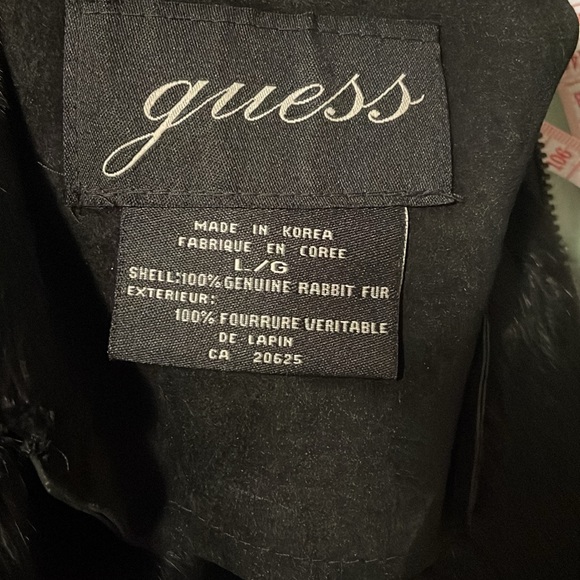 guess
MADE IN KOREA
FABRIQUE EN COREE
L/G
SHELL:100% GENUINE RABBIT FUR
EXTERIEUR:
100% FOURRURE VERITABLE
DE LAPIN
CA 20625
106